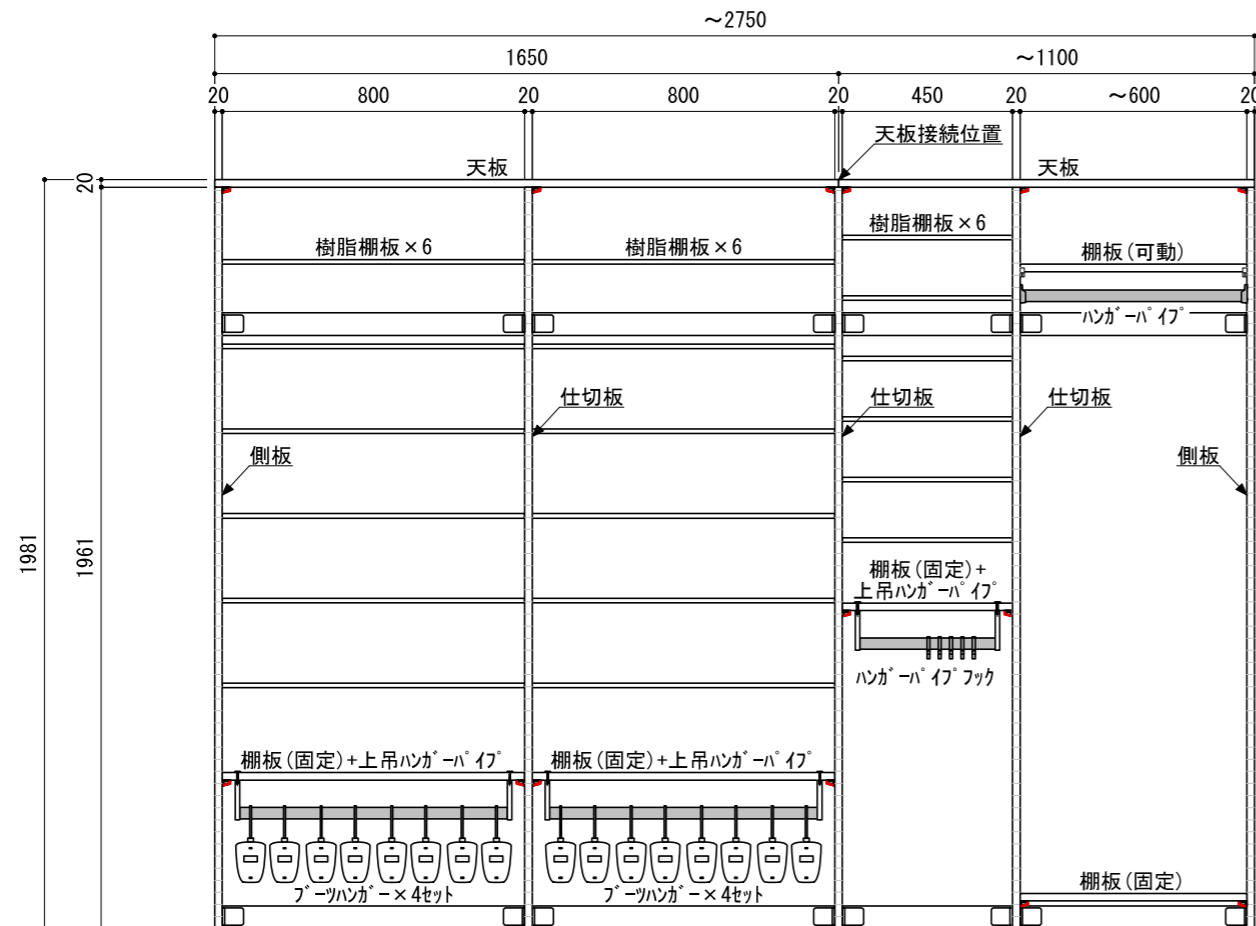 ～2750
1650
～1100
20
800
20
800
20
450
20
～600
20
天板接続位置
天板
天板
20
樹脂棚板×6
樹脂棚板×6
樹脂棚板×6
棚板(可動)
ﾊﾝｶﾞｰﾊﾟｲﾌﾟ
仕切板
仕切板
仕切板
側板
側板
1981
1961
棚板(固定)+
上吊ﾊﾝｶﾞｰﾊﾟｲﾌﾟ
ﾊﾝｶﾞｰﾊﾟｲﾌﾟフック
棚板(固定)+上吊ﾊﾝｶﾞｰﾊﾟｲﾌﾟ
棚板(固定)+上吊ﾊﾝｶﾞｰﾊﾟｲﾌﾟ
ﾌﾞｰﾂﾊﾝｶﾞｰ×4ｾｯﾄ
ﾌﾞｰﾂﾊﾝｶﾞｰ×4ｾｯﾄ
棚板(固定)